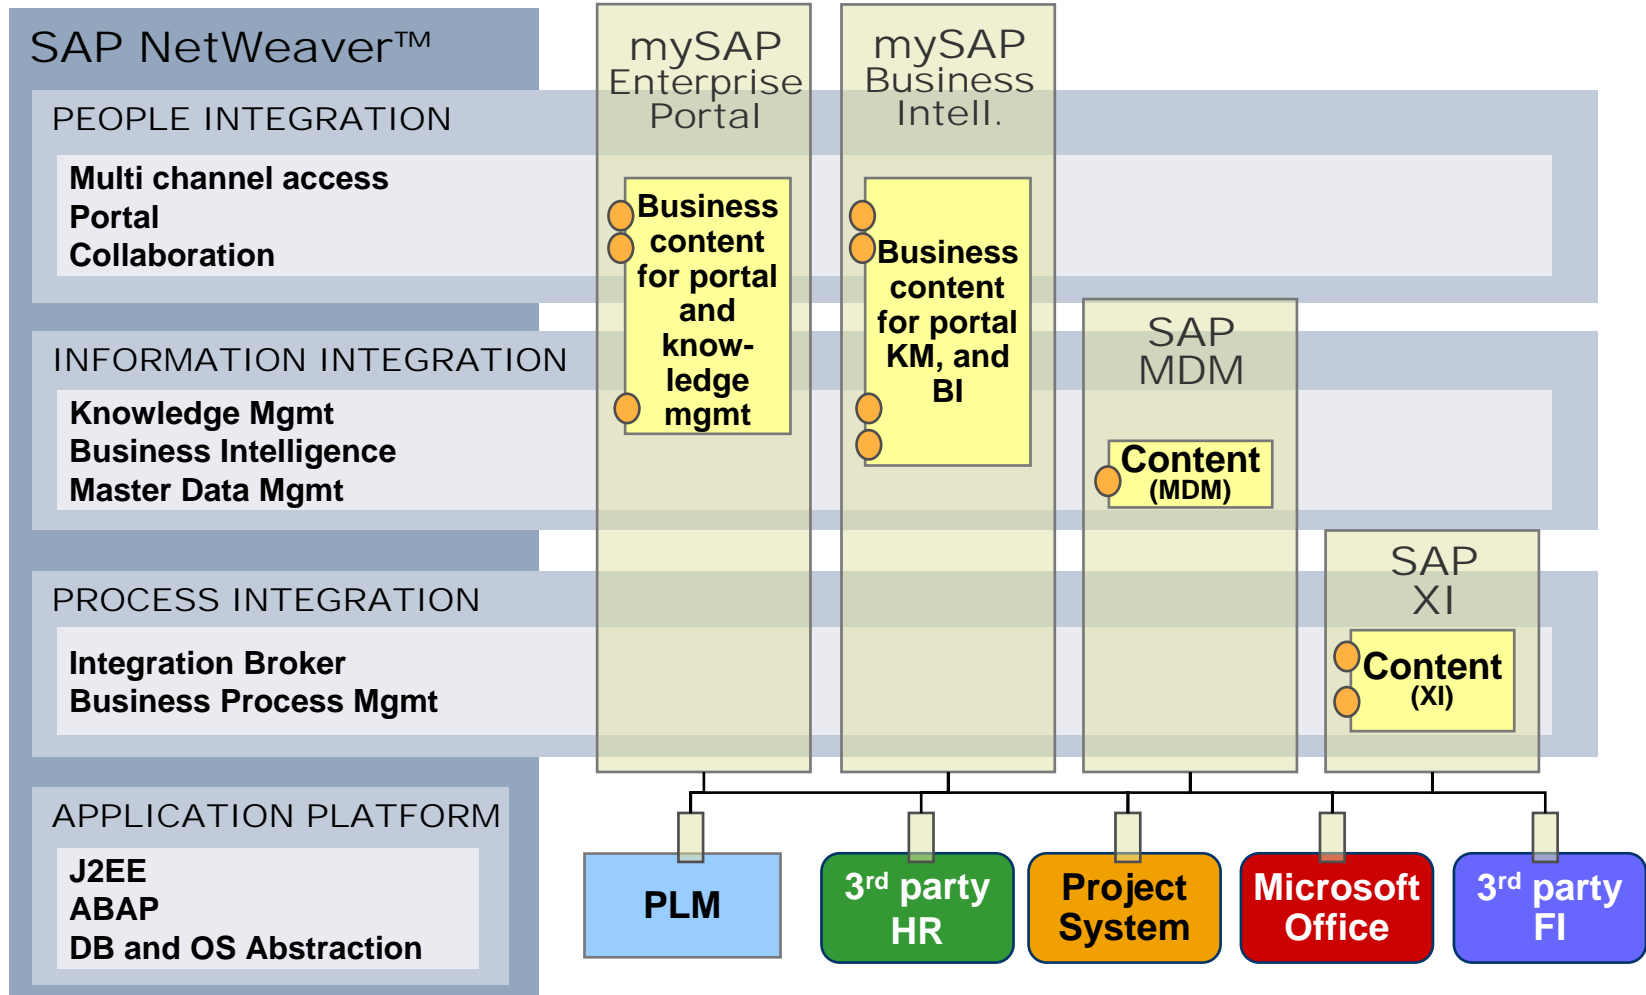 SAP NetWeaver™
PEOPLE INTEGRATION
Multi channel access
Portal
Collaboration
INFORMATION INTEGRATION
Knowledge Mgmt
Business Intelligence
Master Data Mgmt
PROCESS INTEGRATION
Integration Broker
Business Process Mgmt
APPLICATION PLATFORM
J2EE
ABAP
DB and OS Abstraction
mySAP
Enterprise
Portal
Business
content
for portal
and
know-
ledge
mgmt
mySAP
Business
Intell.
Business
content
for portal
KM, and
BI
SAP
MDM
Content
(MDM)
SAP
XI
Content
(XI)
PLM
3rd party
HR
Project
System
Microsoft
Office
3rd party
FI